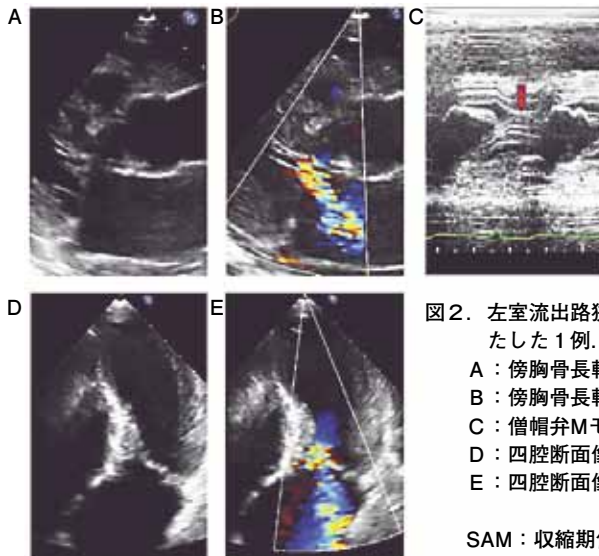 A
B
C
D
E
図2．左室流出路狭
たした１例．
A：傍胸骨長軸
B：傍胸骨長軸
C：僧帽弁Mモ
D：四腔断面像
E：四腔断面像
SAM：収縮期